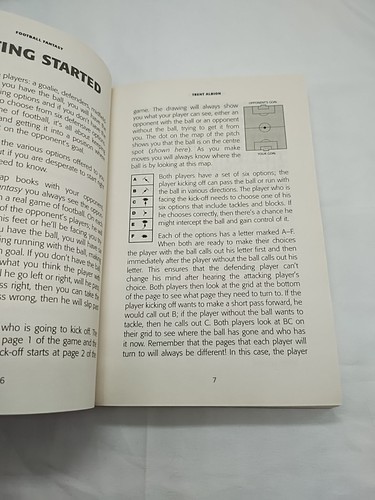 FOOTBALL FANTASY
TING STARTED
players: a goalie, defenders,
you have the ball, you will
ing options and if you don't
o choose from six defen
me of football, it's all about
and getting it into a position
t on the opponent's goal.
the various options offered to
ut if you are desperate to start
eed to know.
ap books with your opponent
antasy you always see the
n a real game of football.
of the opponent's players, he
his feet or he'll be facing you
ou have the ball, you will
ing running with the ball,
n goal. If you don't have
what you think the player
ill he go left or right, will he
ss right, then you can take
ss wrong, then he will slip past
who is going to kick off. The
page 1 of the game and the
ck-off starts at page 2 of the
6
TRENT ALBION
game. The drawing will always show
you what your player can see, either an
opponent with the ball or an opponent
without the ball, trying to get it from
you. The dot on the map of the pitch
shows you that the ball is on the centre
spot (shown here). As you make
moves you will always know where the
ball is by looking at this map.
OPPONENT'S GOAL
YOUR GOAL
A
B
C
D
E
F
Both players have a set of six options; the
player kicking off can pass the ball or run with
the ball in various directions. The player who is
facing the kick-off needs to choose one of his
six options that include tackles and blocks. If
he chooses correctly, then there's a chance he
might intercept the ball and gain control of it.
Each of the options has a letter marked A–F.
When both are ready to make their choices
the player with the ball calls out his letter first and then
immediately after the player without the ball calls out his
letter. This ensures that the defending player can't
change his mind after hearing the attacking player's
choice. Both players then look at the grid at the bottom
of the page to see what page they need to turn to. If the
player kicking off wants to make a short pass forward, he
would call out B; if the player without the ball wants to
tackle, then he calls out C. Both players look at BC on
their grid to see where the ball has gone and who has
it now. Remember that the pages that each player will
turn to will always be different! In this case, the player
7